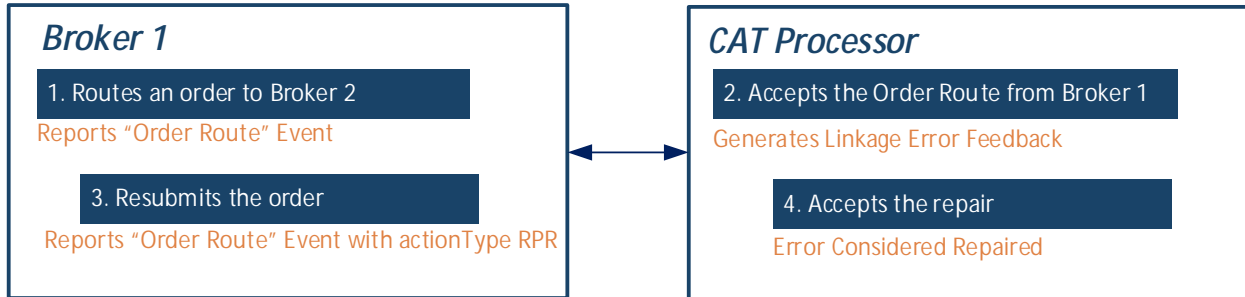 Broker 1
1. Routes an order to Broker 2
Reports “Order Route” Event
3. Resubmits the order
Reports “Order Route” Event with actionType RPR
CAT Processor
2. Accepts the Order Route from Broker 1
Generates Linkage Error Feedback
4. Accepts the repair
Error Considered Repaired